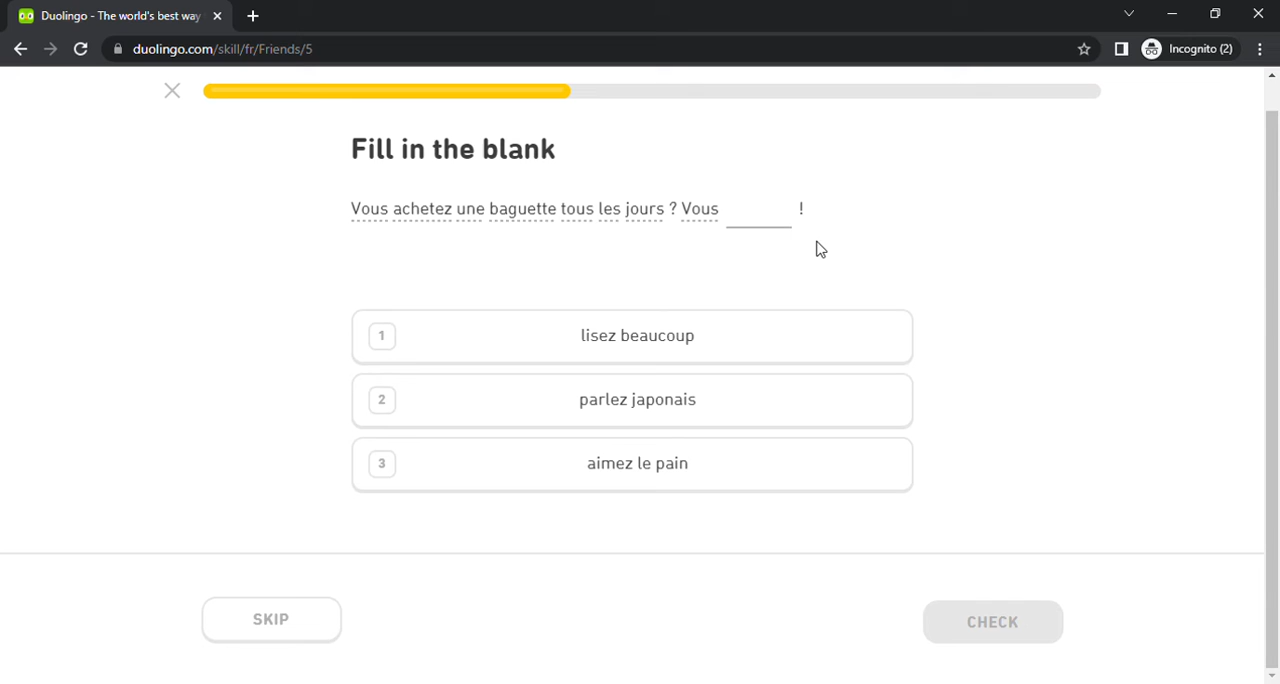 Duolingo - The world's best way
duolingo.com/skill/fr/Friends/5
Incognito (2)
Fill in the blank
Vous achetez une baguette tous les jours ? Vous ______ !
1 lisez beaucoup
2 parlez japonais
3 aimez le pain
SKIP
CHECK